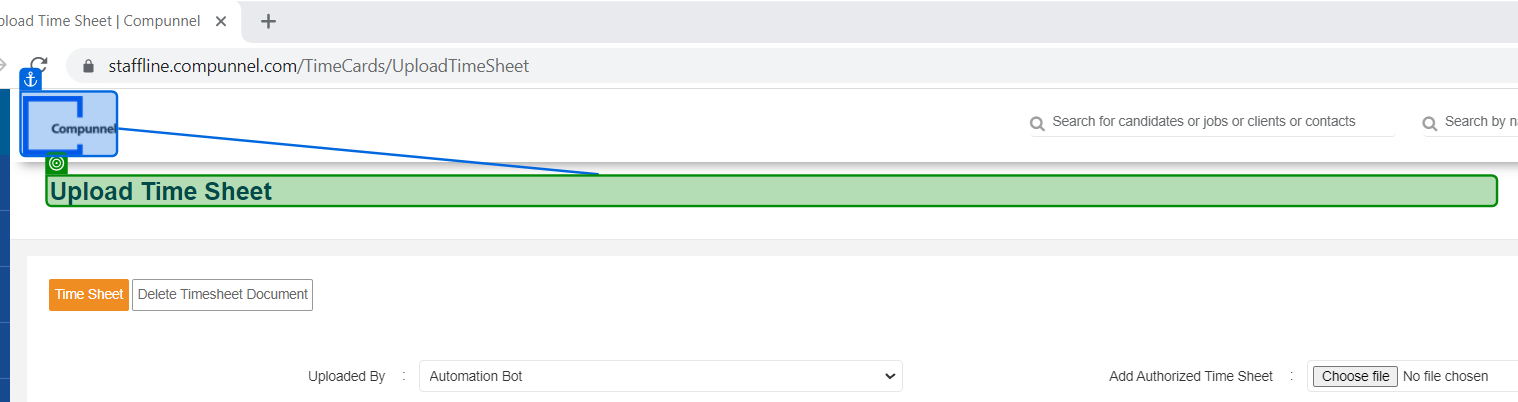 pload Time Sheet | Compunnel
staffline.compunnel.com/TimeCards/UploadTimeSheet
Compunnel
Search for candidates or jobs or clients or contacts
Search by n
Upload Time Sheet
Time Sheet
Delete Timesheet Document
Uploaded By : Automation Bot
Add Authorized Time Sheet : Choose file No file chosen